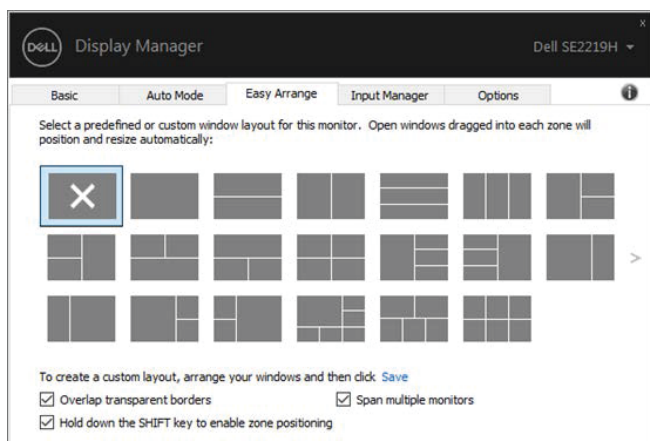 x
DELL Display Manager Dell SE2219H
Basic Auto Mode Easy Arrange Input Manager Options
Select a predefined or custom window layout for this monitor. Open windows dragged into each zone will
position and resize automatically:
To create a custom layout, arrange your windows and then click Save
Overlap transparent borders Span multiple monitors
Hold down the SHIFT key to enable zone positioning